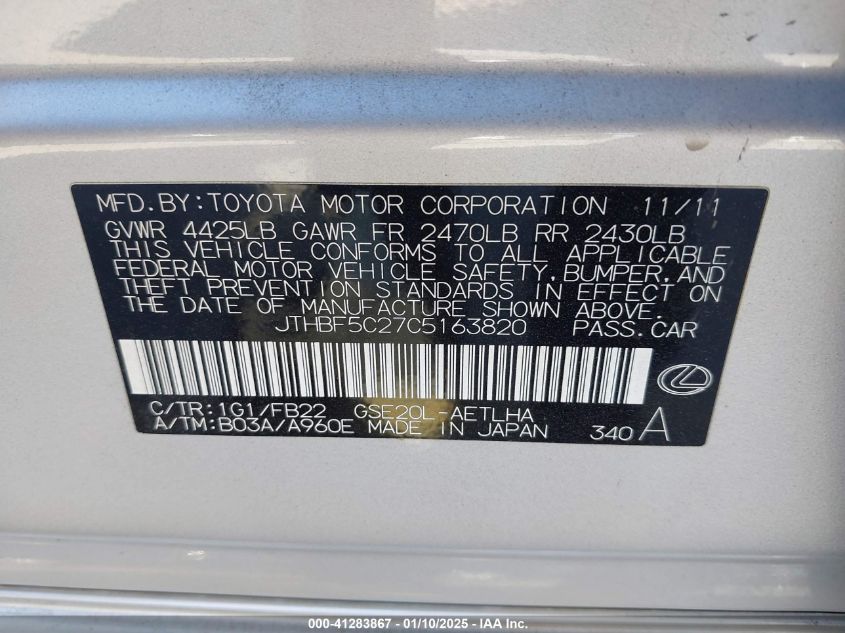 MFD.BY:TOYOTA MOTOR CORPORATION 11/11
GVWR 4425LB GAWR FR 2470LB RR 2430LB
THIS VEHICLE CONFORMS TO ALL APPLICABLE
FEDERAL MOTOR VEHICLE SAFETY,BUMPER,AND
THEFT PREVENTION STANDARDS IN EFFECT ON
THE DATE OF MANUFACTURE SHOWN ABOVE.
JTHBF5C27C5163820 PASS.CAR
C/TR:1G1/FB22 GSE20L-AETLHA
A/TM:B03A/A960E MADE IN JAPAN 340A
000-41283867 - 01/10/2025 - © IAA Inc.